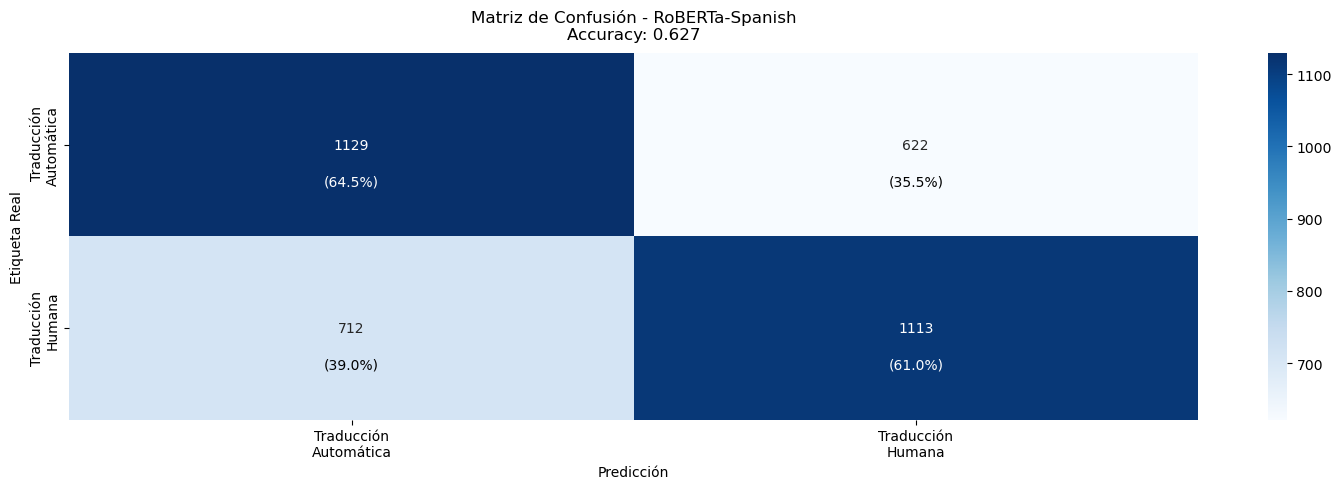 Matriz de Confusión - RoBERTa-Spanish
Accuracy: 0.627
Etiqueta Real
Traducción
Automática
1129
(64.5%)
622
(35.5%)
Traducción
Humana
712
(39.0%)
1113
(61.0%)
Traducción
Automática
Traducción
Humana
Predicción
1100
1000
900
800
700